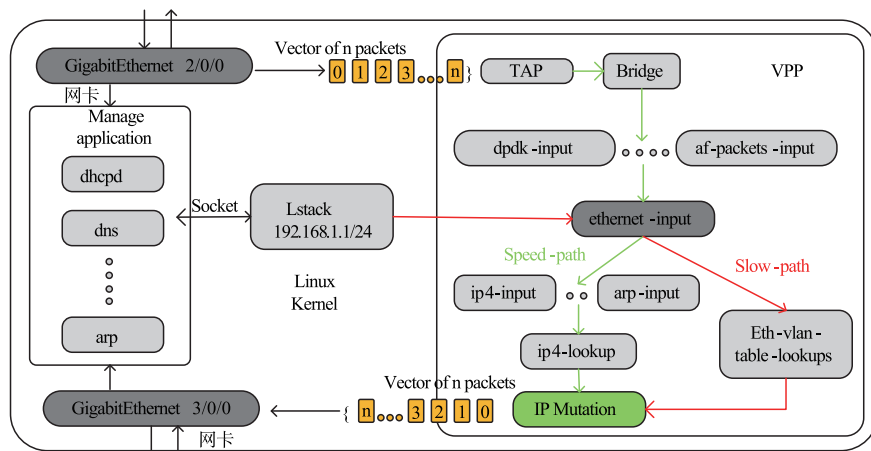 GigabitEthernet 2/0/0
网卡
Vector of n packets
0 1 2 3 n }
TAP
Bridge
VPP
Manage
application
dhcpd
dns
arp
Socket
Lstack
192.168.1.1/24
Linux
Kernel
dpdk-input
af-packets-input
ethernet-input
Speed-path
Slow-path
ip4-input
arp-input
ip4-lookup
Eth-vlan-
table-lookups
IP Mutation
Vector of n packets
{ n 3 2 1 0
GigabitEthernet 3/0/0
网卡